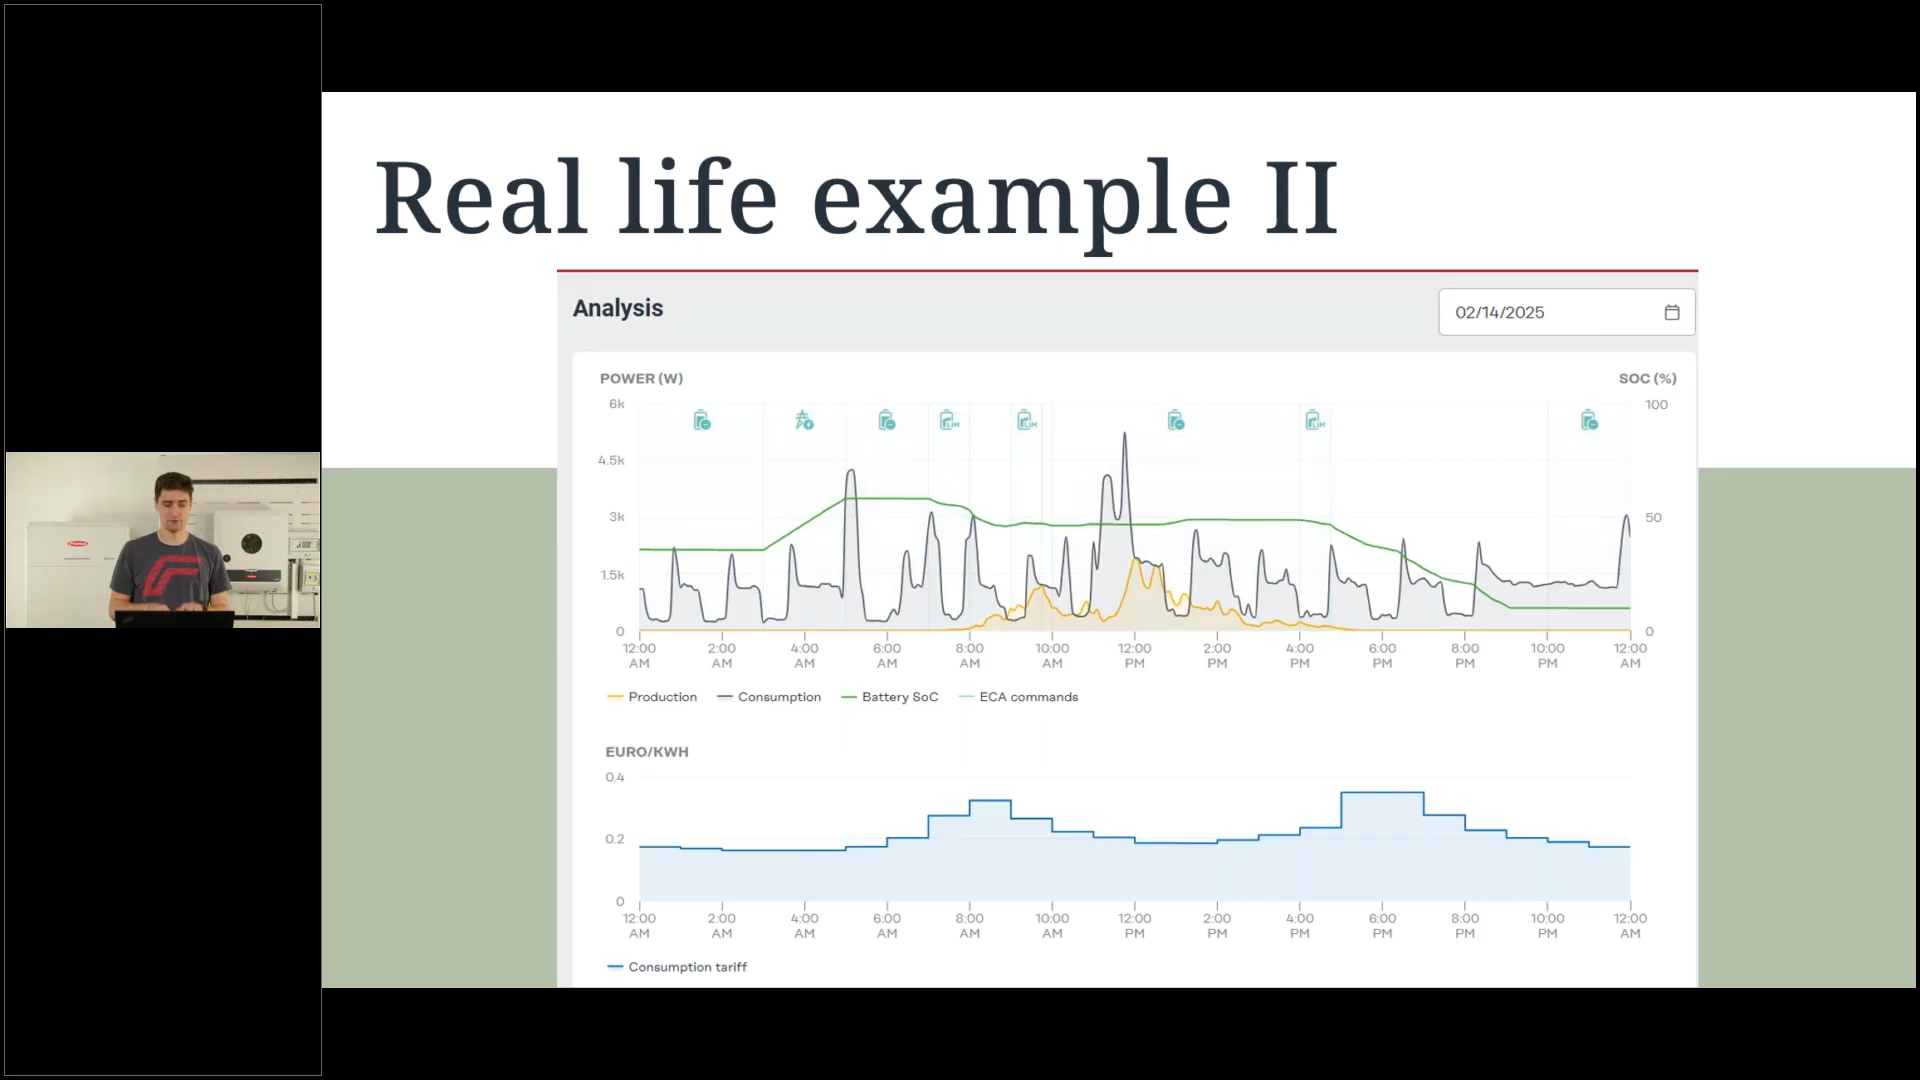 Real life example II
Analysis
02/14/2025
POWER (W)
SOC (%)
6k
100
LIM
LIM
LIM
4.5k
3k
50
1.5k
0
0
12:00 AM
2:00 AM
4:00 AM
6:00 AM
8:00 AM
10:00 AM
12:00 PM
2:00 PM
4:00 PM
6:00 PM
8:00 PM
10:00 PM
12:00 AM
Production
Consumption
Battery SoC
ECA commands
EURO/KWH
0.4
0.2
0
12:00 AM
2:00 AM
4:00 AM
6:00 AM
8:00 AM
10:00 AM
12:00 PM
2:00 PM
4:00 PM
6:00 PM
8:00 PM
10:00 PM
12:00 AM
Consumption tariff